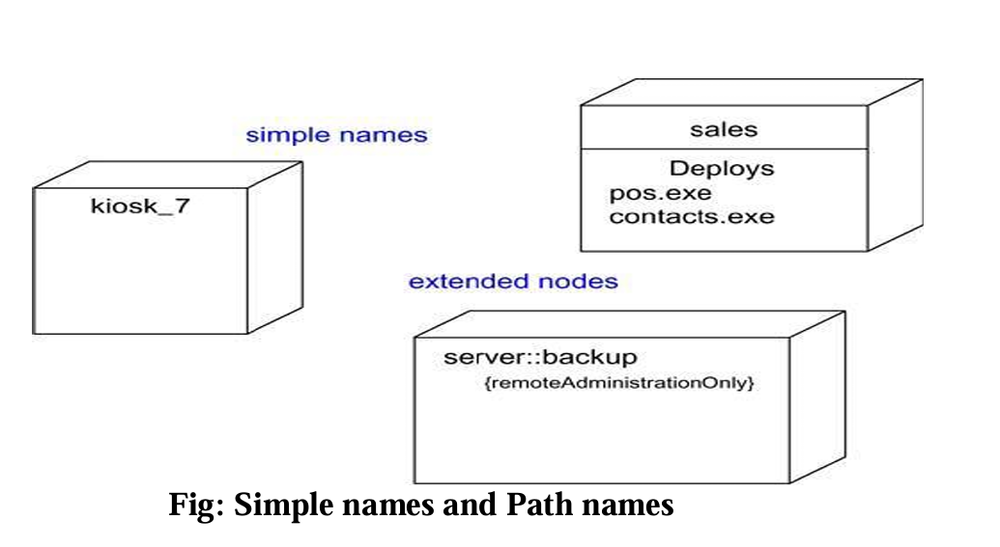 simple names
kiosk_7
sales
Deploys
pos.exe
contacts.exe
extended nodes
server::backup
{remoteAdministrationOnly}
Fig: Simple names and Path names